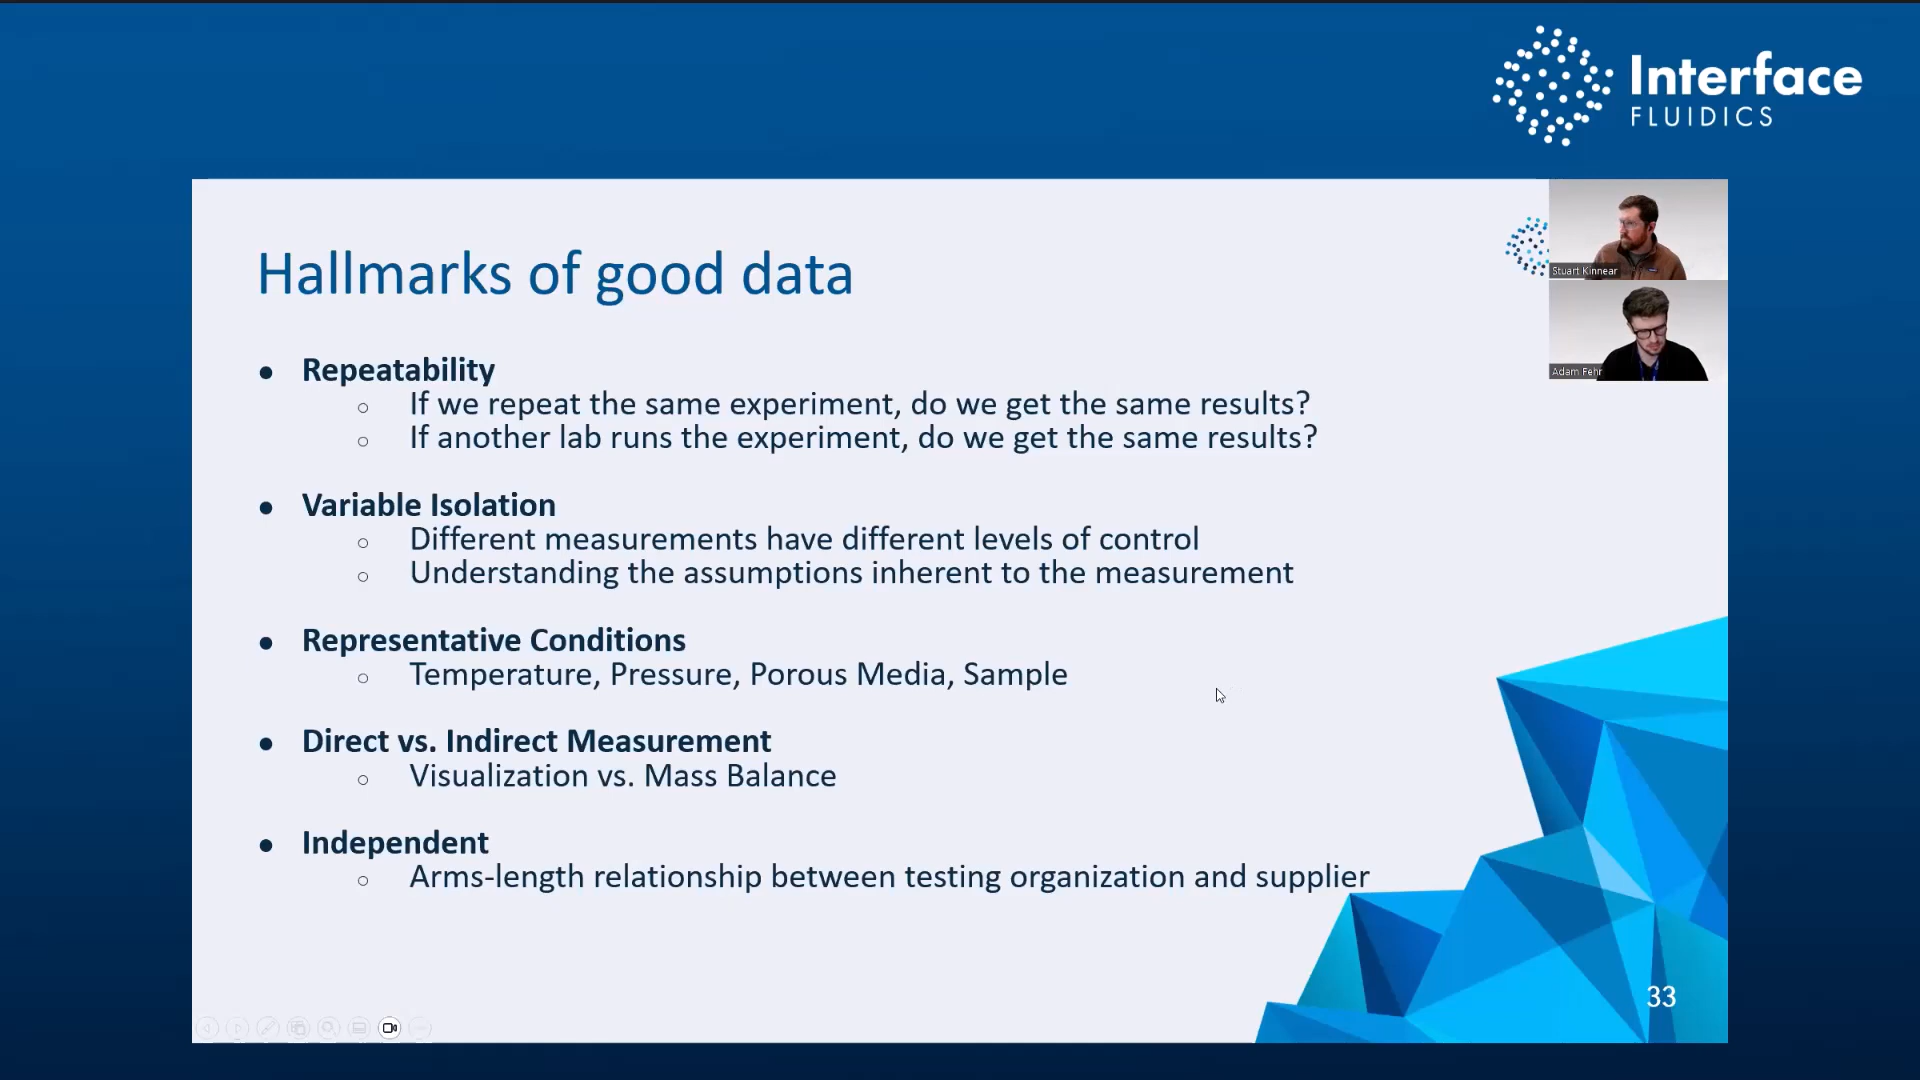 Interface
FLUIDICS
Hallmarks of good data
Stuart Kinnear
Adam Fehr
● Repeatability
○ If we repeat the same experiment, do we get the same results?
○ If another lab runs the experiment, do we get the same results?
● Variable Isolation
○ Different measurements have different levels of control
○ Understanding the assumptions inherent to the measurement
● Representative Conditions
○ Temperature, Pressure, Porous Media, Sample
● Direct vs. Indirect Measurement
○ Visualization vs. Mass Balance
● Independent
○ Arms-length relationship between testing organization and supplier
33